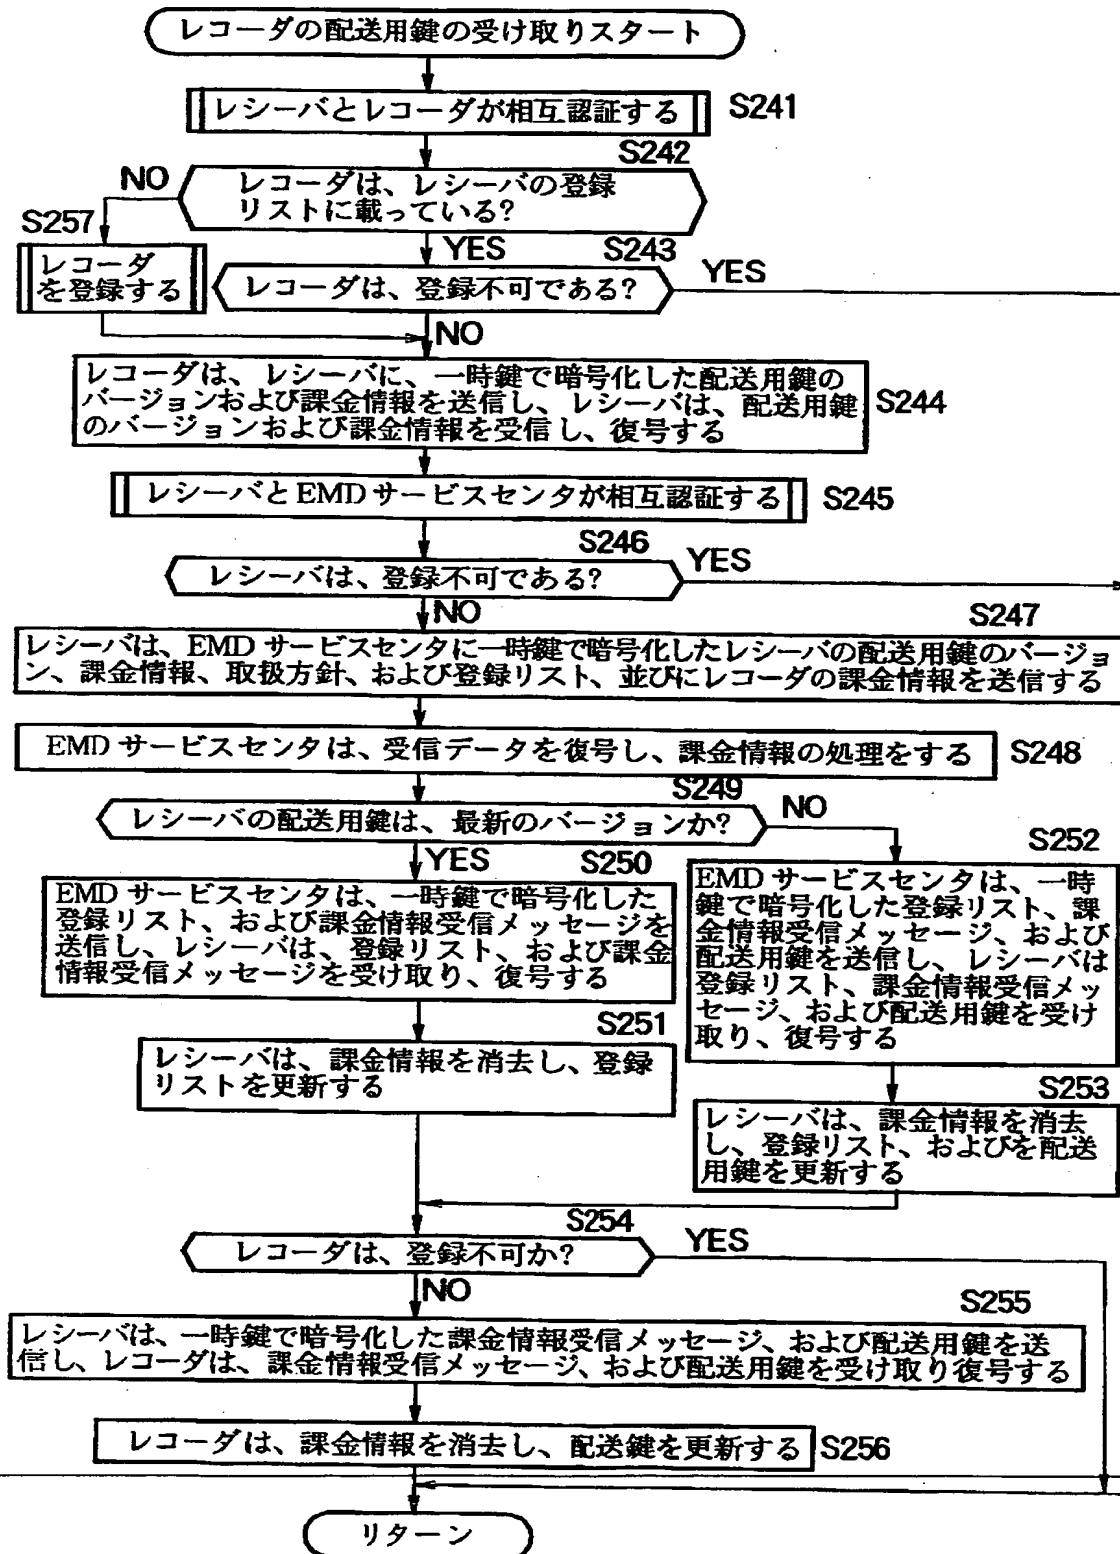 レコーダの配送用鍵の受け取りスタート
レシーバとレコーダが相互認証する
S241
S242
レコーダは、レシーバの登録
リストに載っている?
NO
YES
S257
レコーダ
を登録する
S243
レコーダは、登録不可である?
YES
NO
レコーダは、レシーバに、一時鍵で暗号化した配送用鍵の
バージョンおよび課金情報を送信し、レシーバは、配送用鍵
のバージョンおよび課金情報を受信し、復号する
S244
レシーバとEMDサービスセンタが相互認証する
S245
S246
レシーバは、登録不可である?
YES
NO
S247
レシーバは、EMDサービスセンタに一時鍵で暗号化したレシーバの配送用鍵のバージョ
ン、課金情報、取扱方針、および登録リスト、並びにレコーダの課金情報を送信する
EMDサービスセンタは、受信データを復号し、課金情報の処理をする
S248
S249
レシーバの配送用鍵は、最新のバージョンか?
NO
YES
S250
EMDサービスセンタは、一時鍵で暗号化した
登録リスト、および課金情報受信メッセージを
送信し、レシーバは、登録リスト、および課金
情報受信メッセージを受け取り、復号する
S251
レシーバは、課金情報を消去し、登録
リストを更新する
S252
EMDサービスセンタは、一時
鍵で暗号化した登録リスト、課
金情報受信メッセージ、および
配送用鍵を送信し、レシーバは
登録リスト、課金情報受信メッ
セージ、および配送用鍵を受け
取り、復号する
S253
レシーバは、課金情報を消去
し、登録リスト、およびを配送
用鍵を更新する
S254
レコーダは、登録不可か?
YES
NO
S255
レシーバは、一時鍵で暗号化した課金情報受信メッセージ、および配送用鍵を送
信し、レコーダは、課金情報受信メッセージ、および配送用鍵を受け取り復号する
レコーダは、課金情報を消去し、配送鍵を更新する
S256
リターン